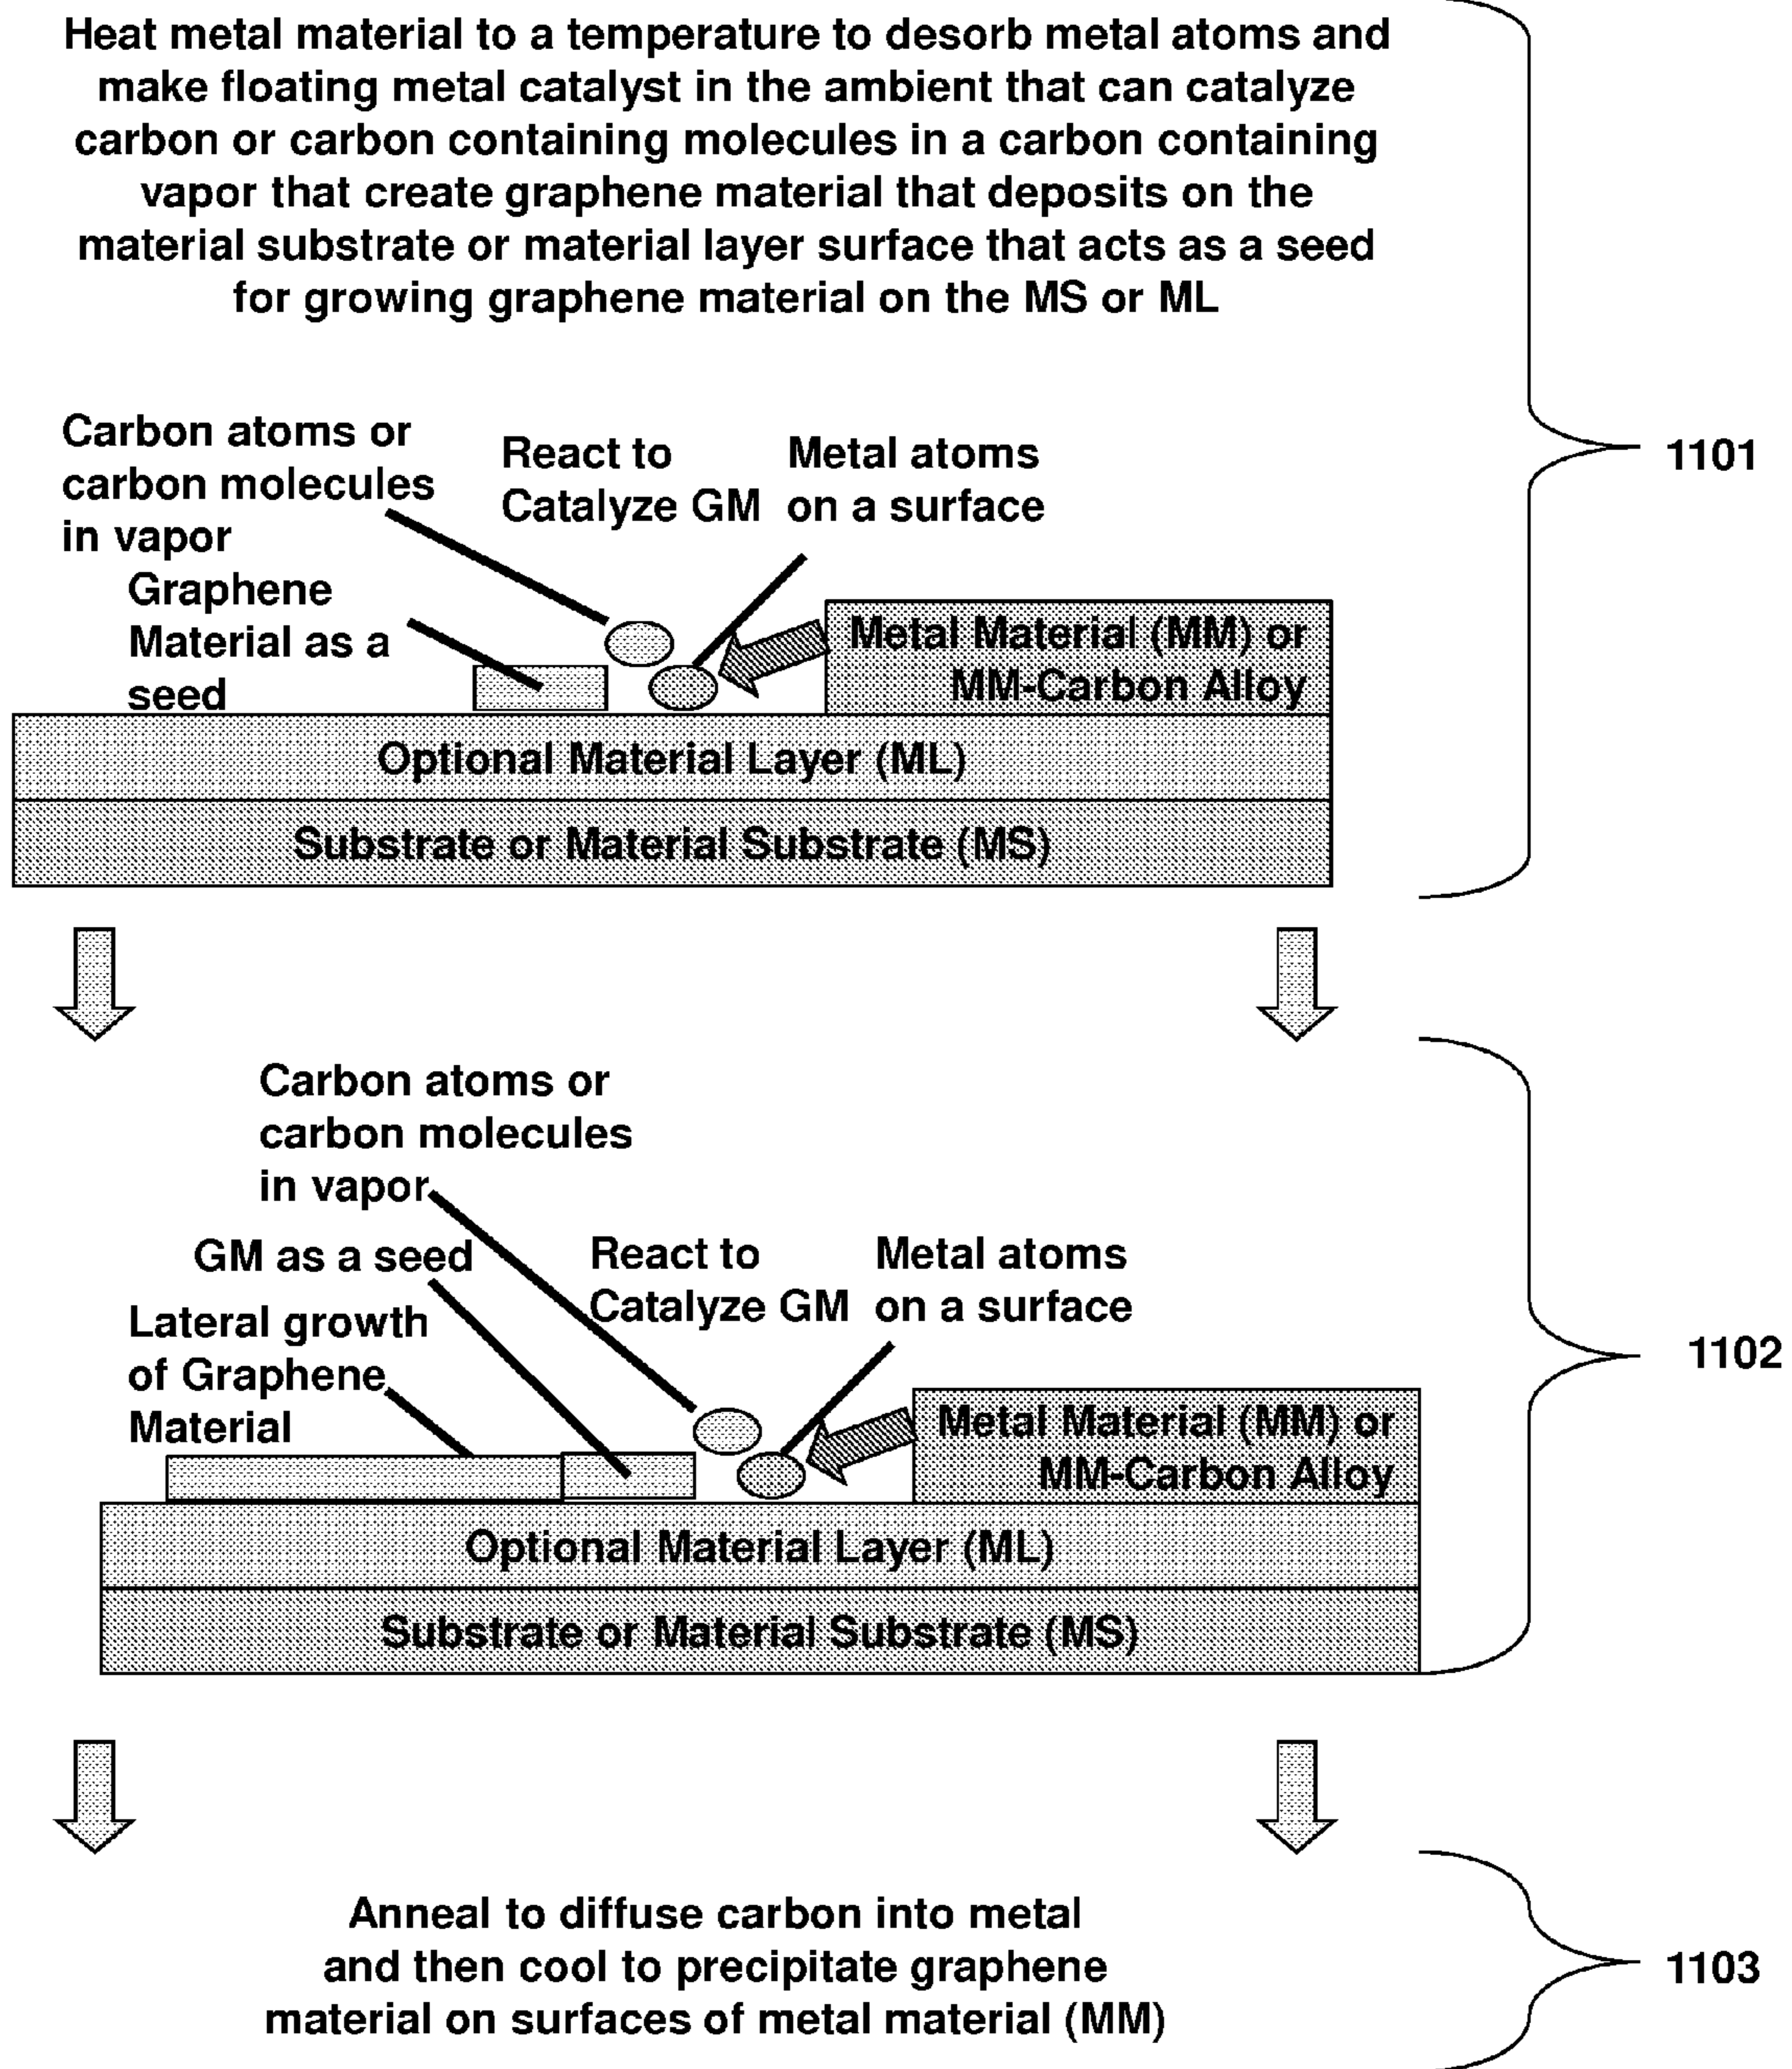 Heat metal material to a temperature to desorb metal atoms and
make floating metal catalyst in the ambient that can catalyze
carbon or carbon containing molecules in a carbon containing
vapor that create graphene material that deposits on the
material substrate or material layer surface that acts as a seed
for growing graphene material on the MS or ML
1101
Carbon atoms or
carbon molecules
in vapor
React to
Catalyze GM
Metal atoms
on a surface
Graphene
Material as a
seed
Metal Material (MM) or
MM-Carbon Alloy
Optional Material Layer (ML)
Substrate or Material Substrate (MS)
Carbon atoms or
carbon molecules
in vapor
GM as a seed
React to
Catalyze GM
Metal atoms
on a surface
1102
Lateral growth
of Graphene
Material
Metal Material (MM) or
MM-Carbon Alloy
Optional Material Layer (ML)
Substrate or Material Substrate (MS)
Anneal to diffuse carbon into metal
and then cool to precipitate graphene
material on surfaces of metal material (MM)
1103